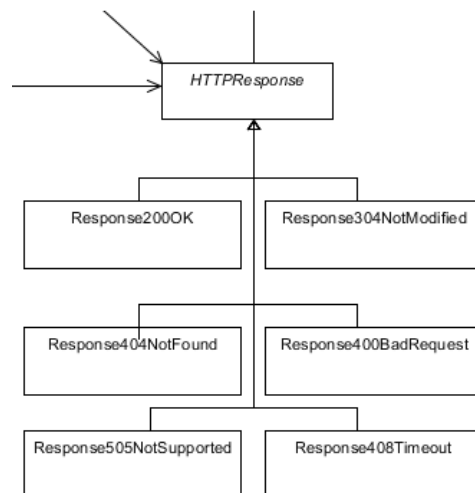 HTTPResponse
Response200OK
Response304NotModified
Response404NotFound
Response400BadRequest
Response505NotSupported
Response408Timeout